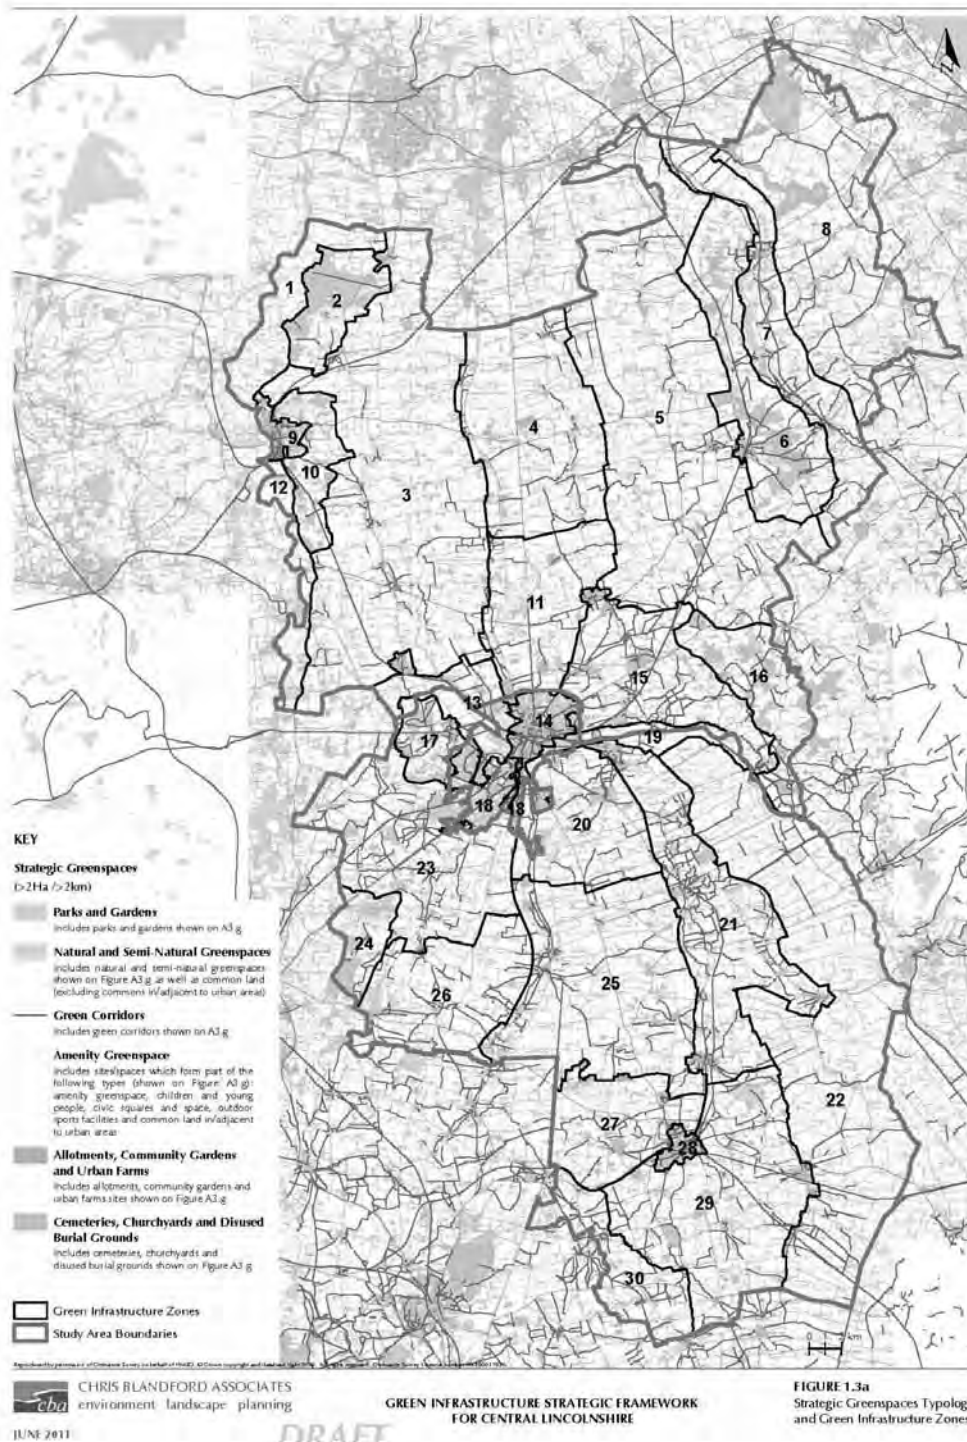 1
2
3
4
5
6
7
8
9
10
11
12
13
14
15
16
17
18
18
19
20
21
22
23
24
25
26
27
28
29
30
KEY
Strategic Greenspaces
(>2Ha />2km)
Parks and Gardens
Includes parks and gardens shown on A3.g
Natural and Semi-Natural Greenspaces
Includes natural and semi-natural greenspaces
shown on Figure A3.g as well as common land
(excluding commons in/adjacent to urban areas)
Green Corridors
Includes green corridors shown on A3.g
Amenity Greenspace
Includes sites/spaces which form part of the
following types (shown on Figure A3.g):
amenity greenspace, children and young
people, civic squares and space, outdoor
sports facilities and common land in/adjacent
to urban areas
Allotments, Community Gardens
and Urban Farms
Includes allotments, community gardens and
urban farms sites shown on Figure A3.g
Cemeteries, Churchyards and Disused
Burial Grounds
Includes cemeteries, churchyards and
disused burial grounds shown on Figure A3.g
Green Infrastructure Zones
Study Area Boundaries
cba
CHRIS BLANDFORD ASSOCIATES
environment landscape planning
JUNE 2011
DRAFT
GREEN INFRASTRUCTURE STRATEGIC FRAMEWORK
FOR CENTRAL LINCOLNSHIRE
FIGURE 1.3a
Strategic Greenspaces Typolog
and Green Infrastructure Zones